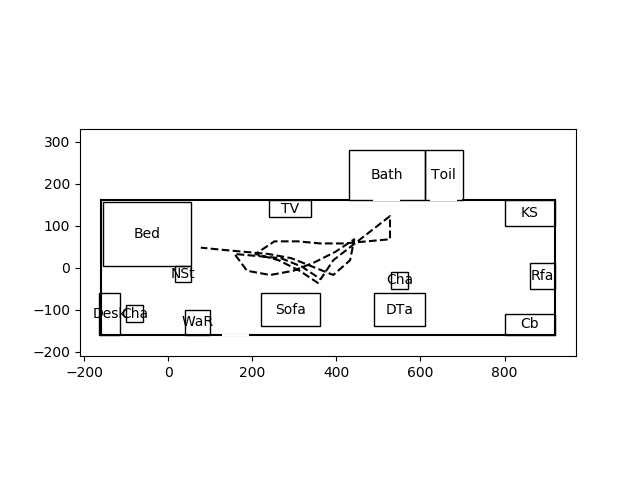 300
200
100
0
−100
−200
−200
0
200
400
600
800
Bath
Toil
TV
KS
Bed
NSt
Cha
Rfa
Desk
Cha
WaR
Sofa
DTa
Cb